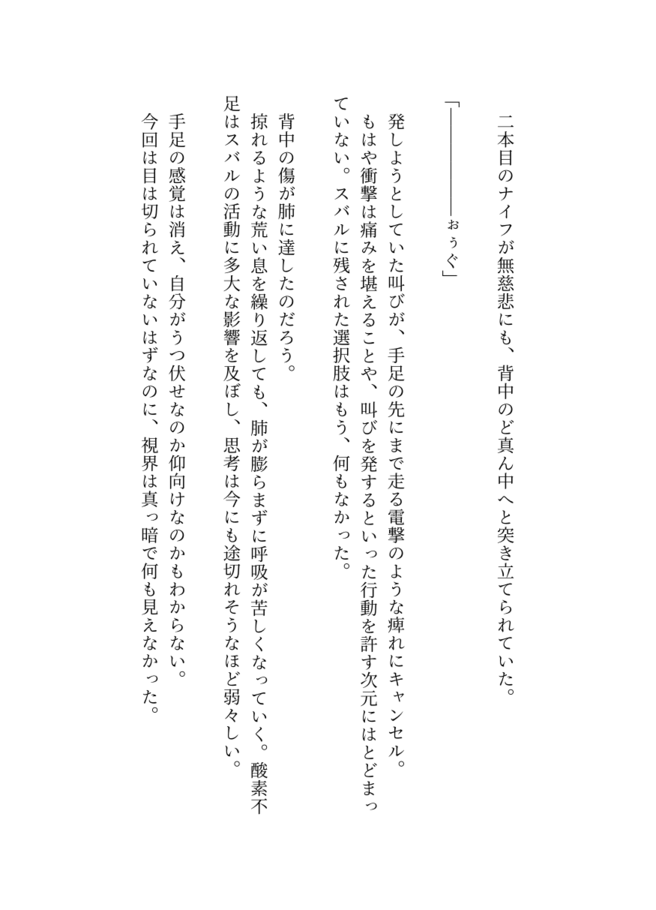 二本目のナイフが無慈悲にも、背中のど真ん中へと突き立てられていた。
「――――――ぉぅぐ」
発しようとしていた叫びが、手足の先にまで走る電撃のような痺れにキャンセル。
もはや衝撃は痛みを堪えることや、叫びを発するといった行動を許す次元にはとどまっ
ていない。スバルに残された選択肢はもう、何もなかった。
背中の傷が肺に達したのだろう。
掠れるような荒い息を繰り返しても、肺が膨らまずに呼吸が苦しくなっていく。酸素不
足はスバルの活動に多大な影響を及ぼし、思考は今にも途切れそうなほど弱々しい。
手足の感覚は消え、自分がうつ伏せなのか仰向けなのかもわからない。
今回は目は切られていないはずなのに、視界は真っ暗で何も見えなかった。